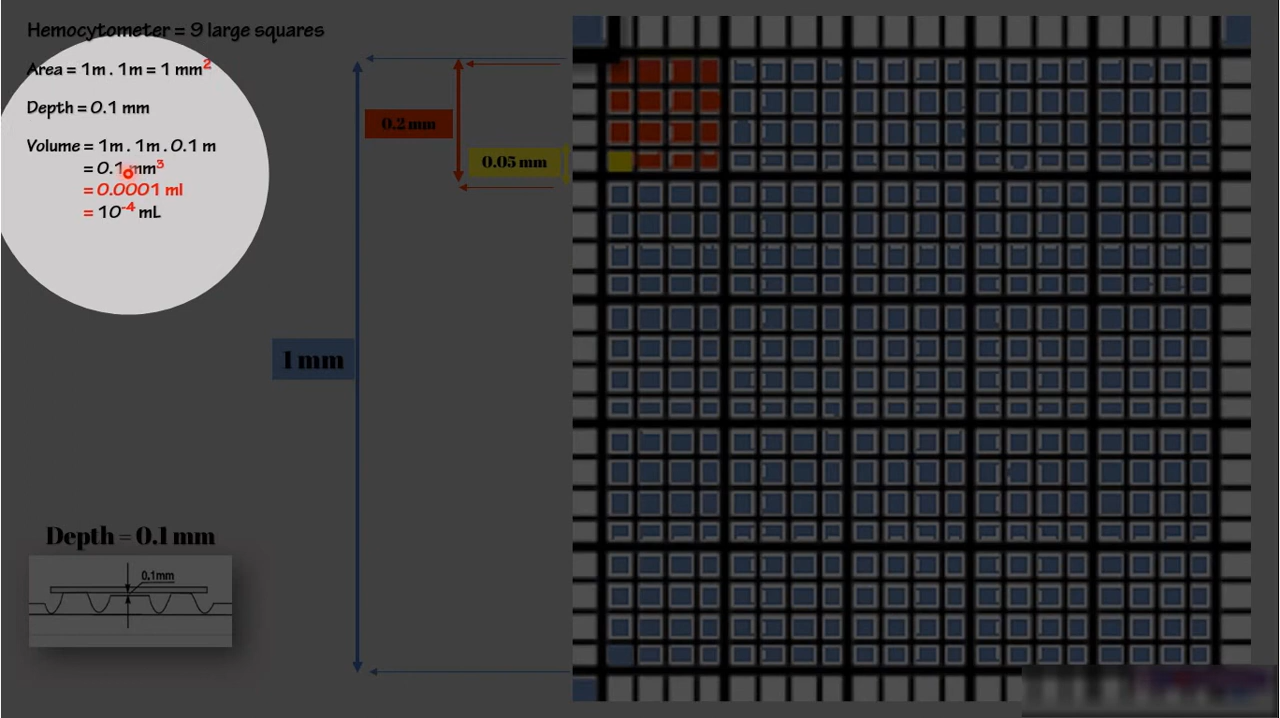 Hemocytometer = 9 large squares
Area = 1m . 1m = 1 mm²
Depth = 0.1 mm
Volume = 1m . 1m . 0.1 m
= 0.1 mm³
= 0.0001 ml
= 10⁻⁴ mL
0.2 mm
0.05 mm
1 mm
Depth = 0.1 mm
0.1mm